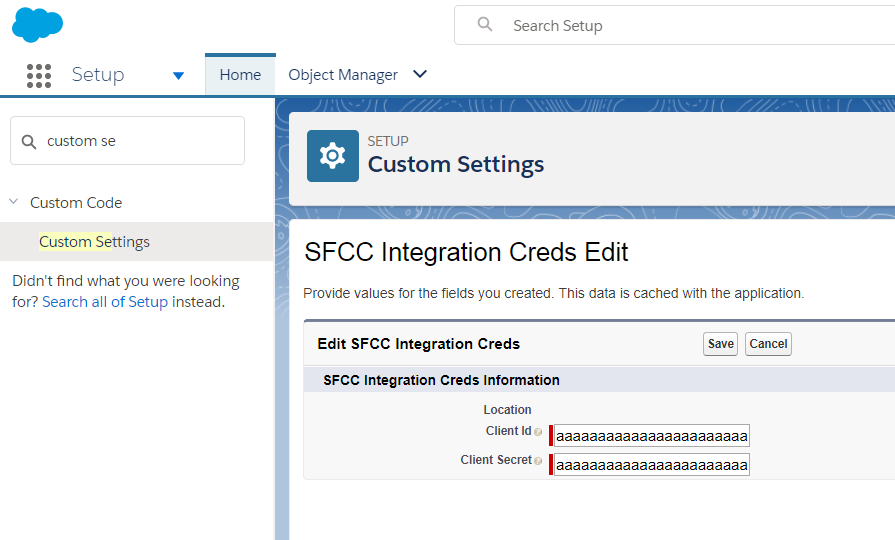 Search Setup
Setup
Home
Object Manager
custom se
Custom Code
Custom Settings
Didn't find what you were looking
for? Search all of Setup instead.
SETUP
Custom Settings
SFCC Integration Creds Edit
Provide values for the fields you created. This data is cached with the application.
Edit SFCC Integration Creds
Save
Cancel
SFCC Integration Creds Information
Location
Client Id
aaaaaaaaaaaaaaaaaaaaaaa
Client Secret
aaaaaaaaaaaaaaaaaaaaaaa